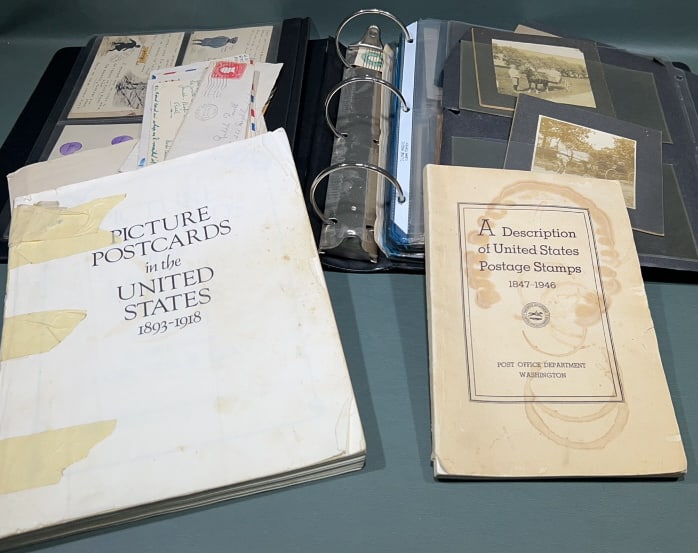 PICTURE
POSTCARDS
in the
UNITED
STATES
1893-1918
A Description
of United States
Postage Stamps
1847-1946
POST OFFICE DEPARTMENT
WASHINGTON